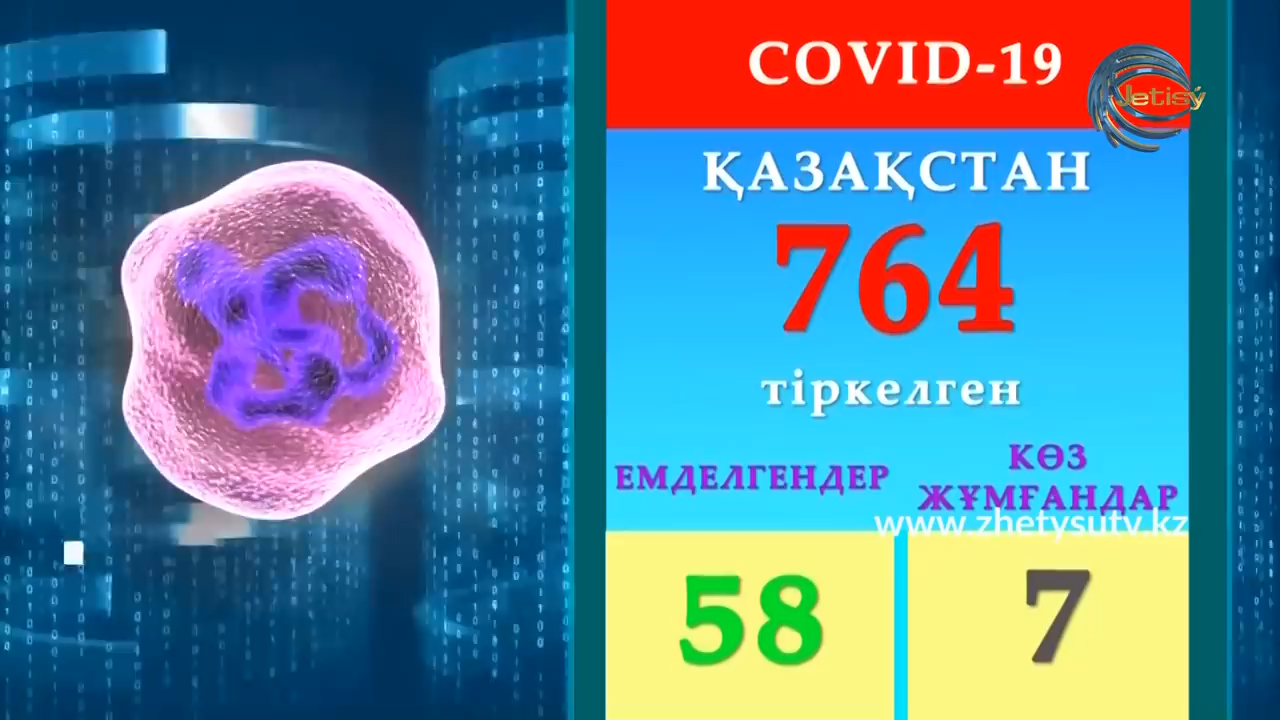 COVID-19
Jetisý
ҚАЗАҚСТАН
764
тіркелген
ЕМДЕЛГЕНДЕР
КӨЗ
ЖҰМҒАНДАР
www.zhetysutv.kz
58
7